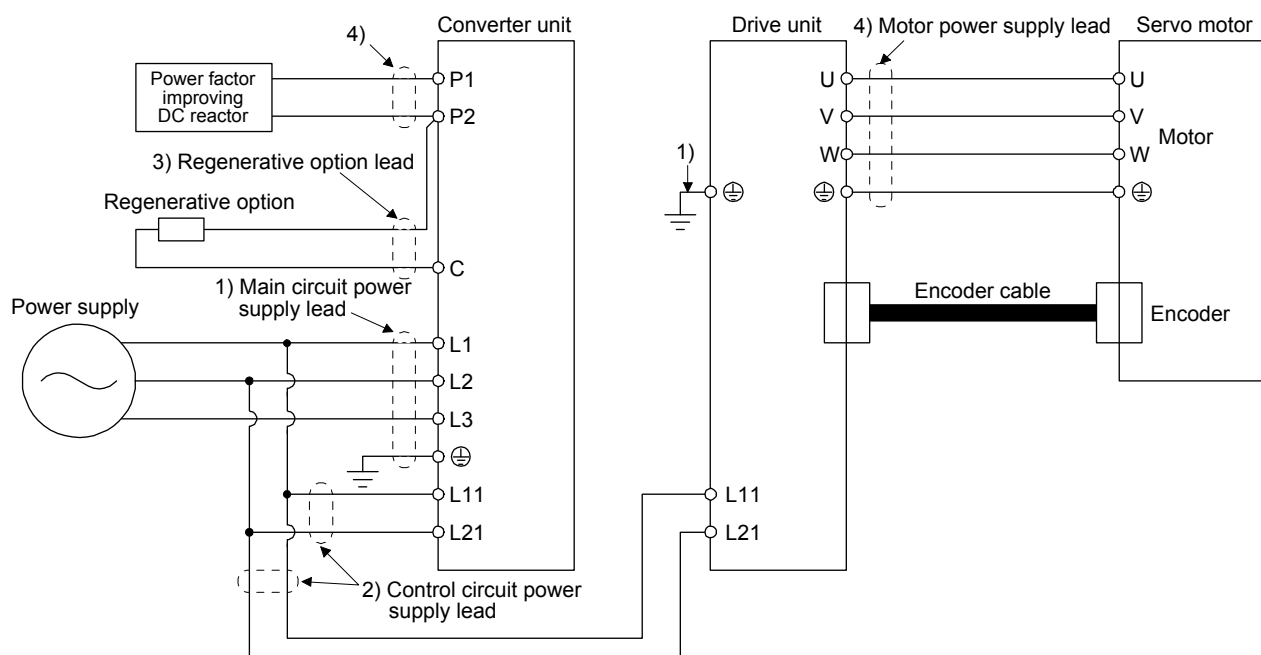 Converter unit
Drive unit
4) Motor power supply lead
Servo motor
4)
Power factor
improving
DC reactor
P1
P2
3) Regenerative option lead
Regenerative option
C
1) Main circuit power
supply lead
Power supply
L1
L2
L3
L11
L21
2) Control circuit power
supply lead
U
V
W
1)
L11
L21
U
V
W
Motor
Encoder cable
Encoder